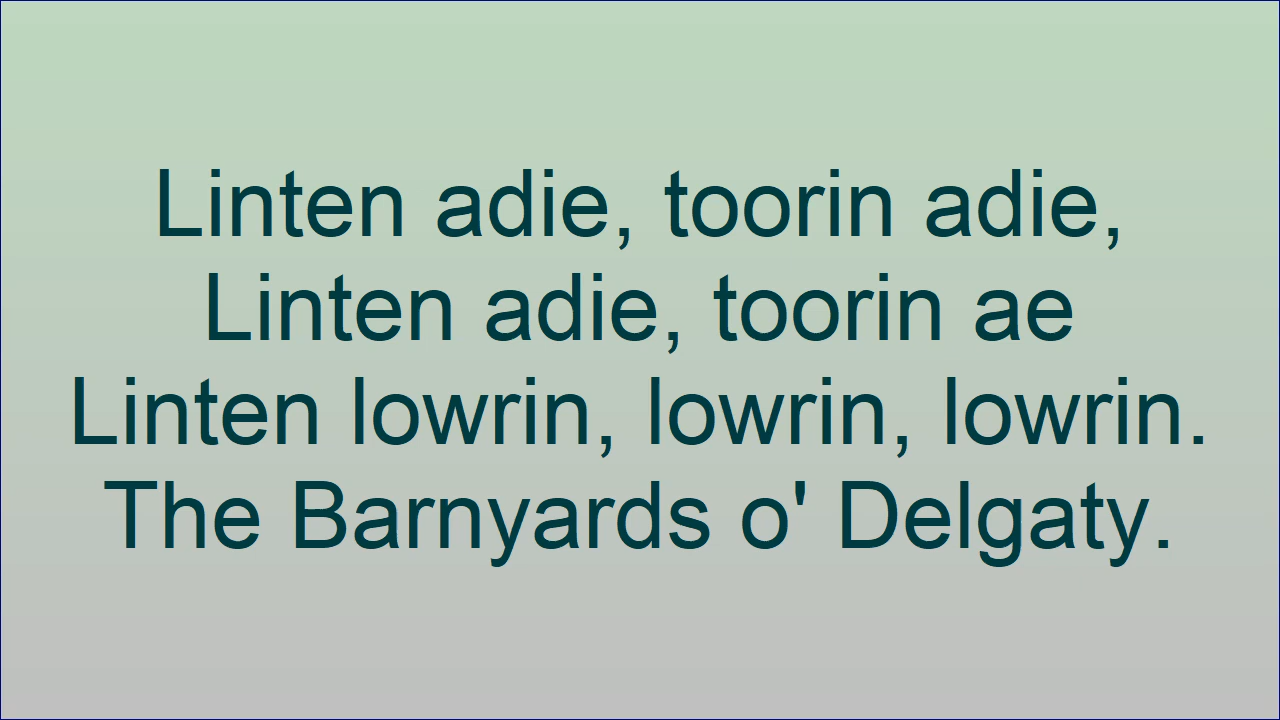 Linten adie, toorin adie,
Linten adie, toorin ae
Linten lowrin, lowrin, lowrin.
The Barnyards o' Delgaty.